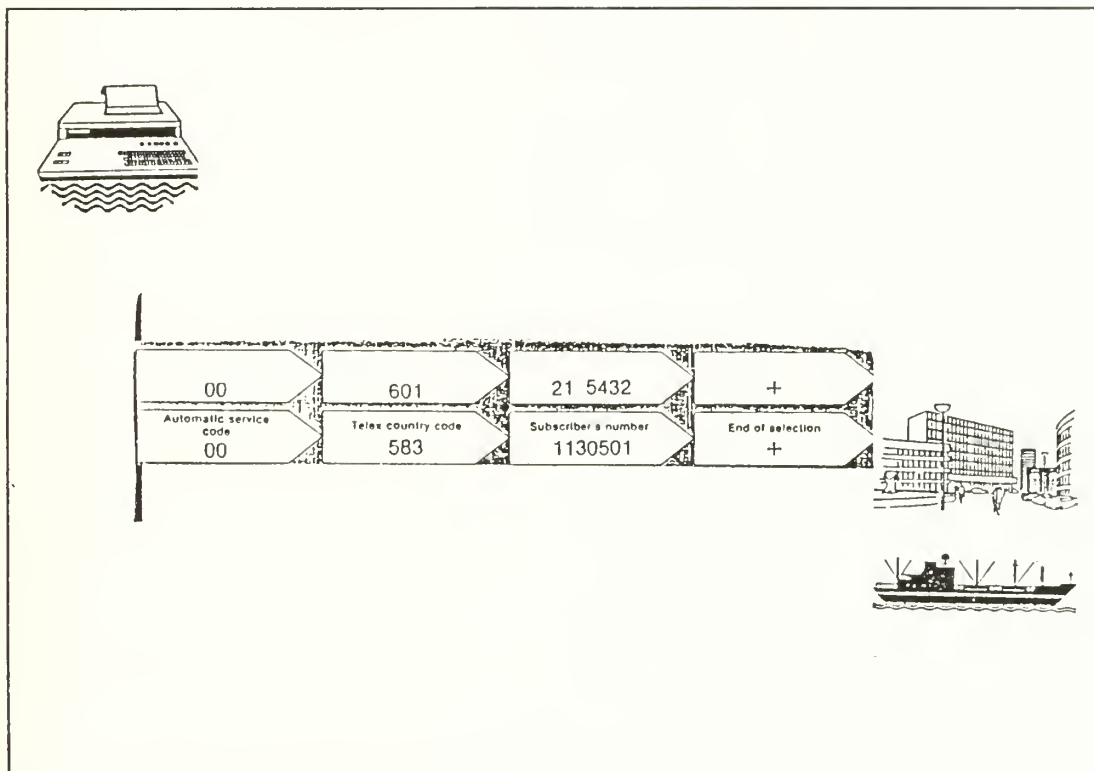 00 601 21 5432 +
Automatic service Telex country code Subscriber s number End of selection
code
00 583 1130501 +